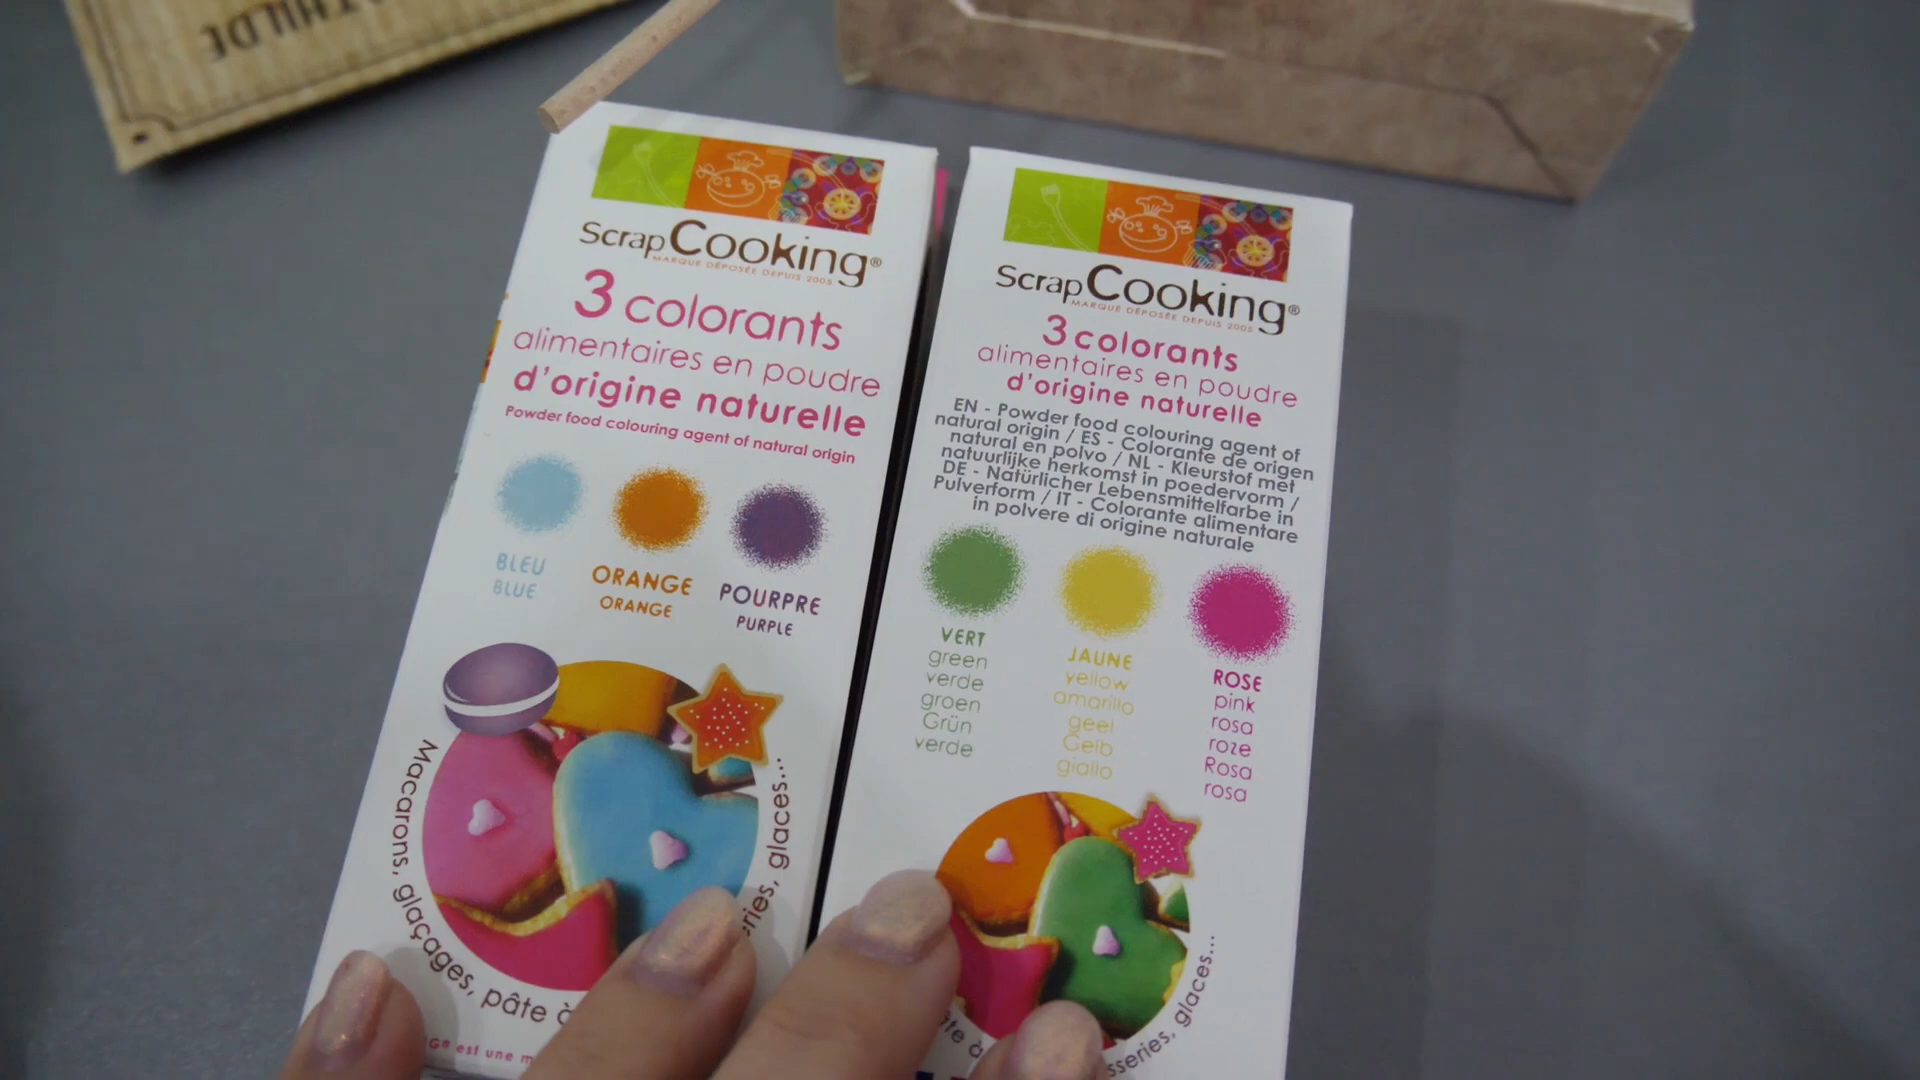 THILDE
ScrapCooking®
MARQUE DÉPOSÉE DEPUIS 2005
3 colorants
alimentaires en poudre
d'origine naturelle
Powder food colouring agent of natural origin
BLEU
BLUE
ORANGE
ORANGE
POURPRE
PURPLE
Macarons, glaçages, pâte à
glaces...
est une
ScrapCooking®
MARQUE DÉPOSÉE DEPUIS 2005
3 colorants
alimentaires en poudre
d'origine naturelle
EN - Powder food colouring agent of
natural origin / ES - Colorante de origen
natural en polvo / NL - Kleurstof met
natuurlijke herkomst in poedervorm /
DE - Natürlicher Lebensmittelfarbe in
Pulverform / IT - Colorante alimentare
in polvere di origine naturale
VERT
green
verde
groen
Grün
verde
JAUNE
yellow
amarillo
geel
Gelb
giallo
ROSE
pink
rosa
roze
Rosa
rosa
à
glaces...